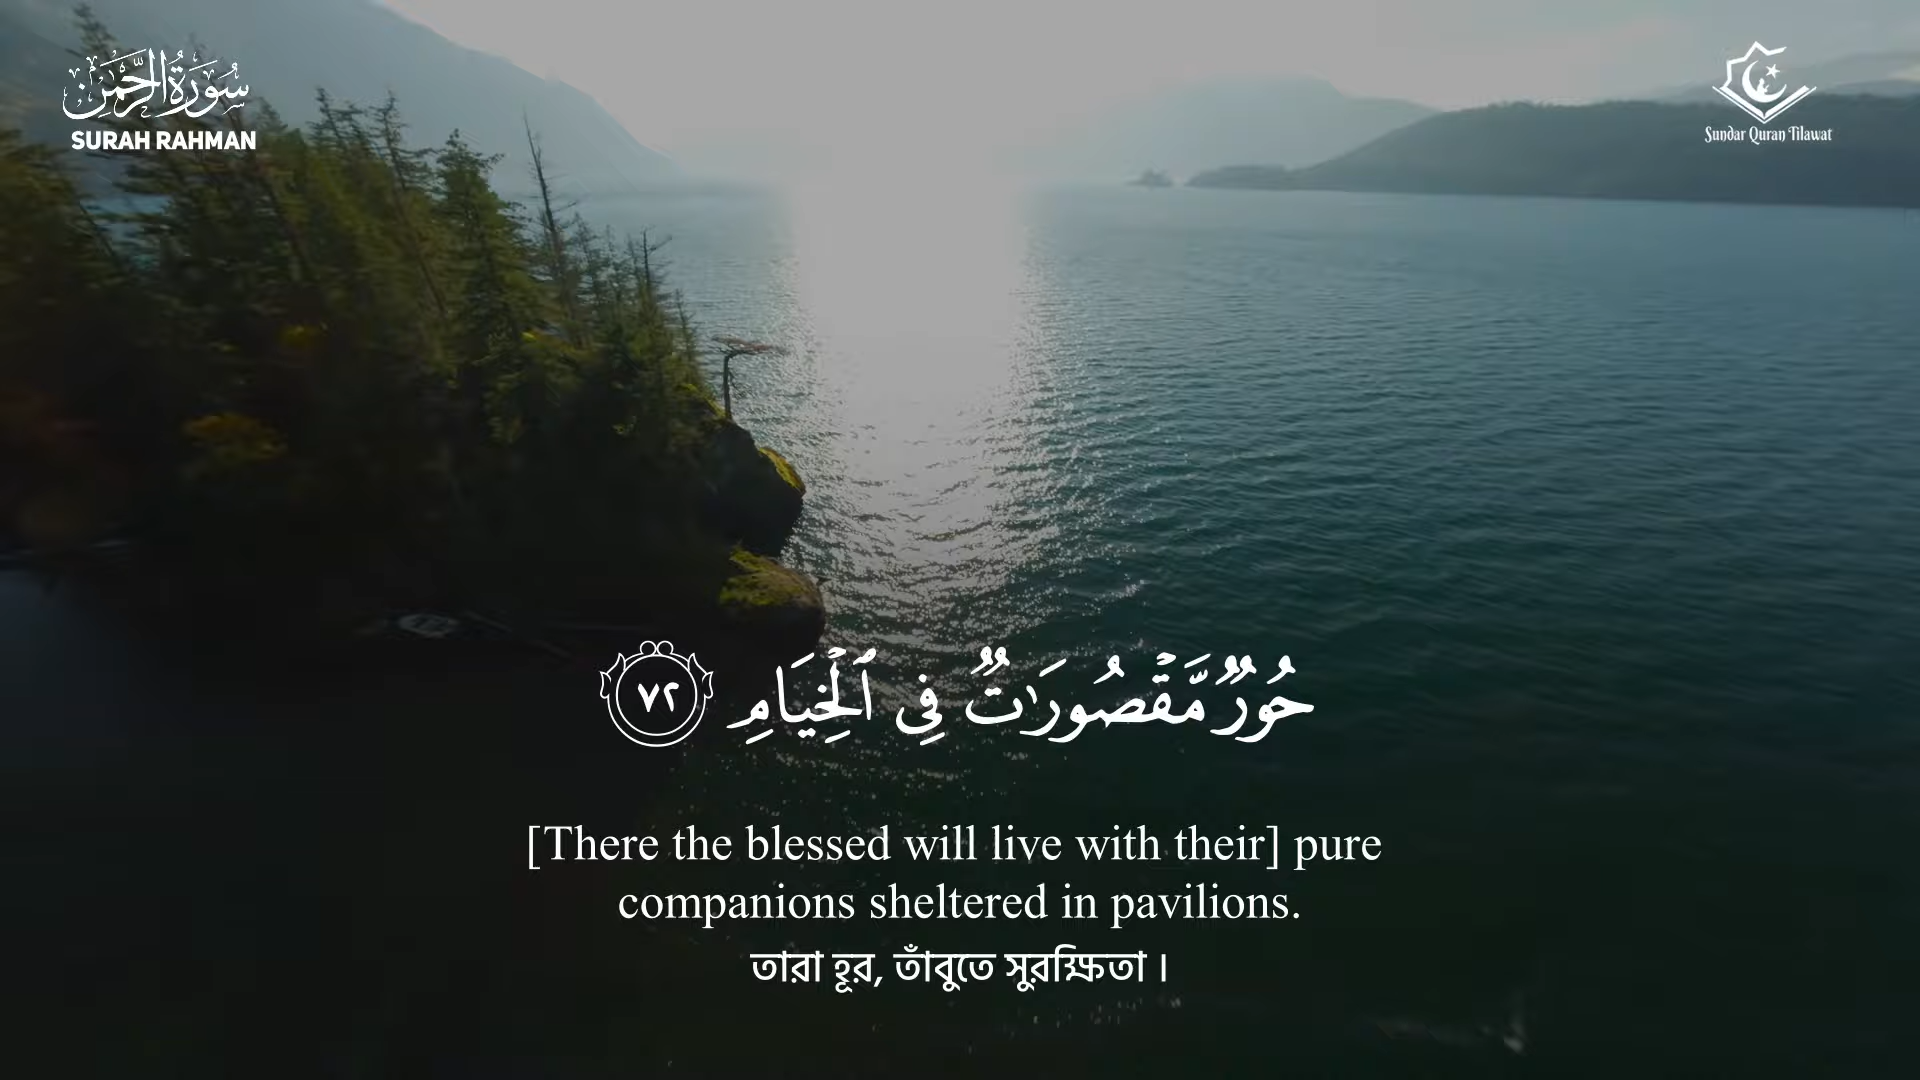 سُورَةُ الرَّحْمَٰن
SURAH RAHMAN
Sundar Quran Tilawat
حُورٌ مَّقْصُورَٰتٌ فِى ٱلْخِيَامِ ٧٢
[There the blessed will live with their] pure
companions sheltered in pavilions.
তারা হূর, তাঁবুতে সুরক্ষিতা ।